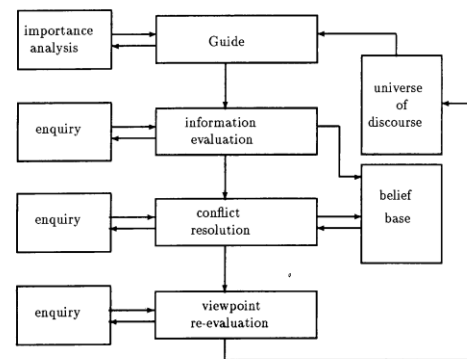 importance
analysis
Guide
universe
of
discourse
enquiry
information
evaluation
belief
base
enquiry
conflict
resolution
enquiry
viewpoint
re-evaluation